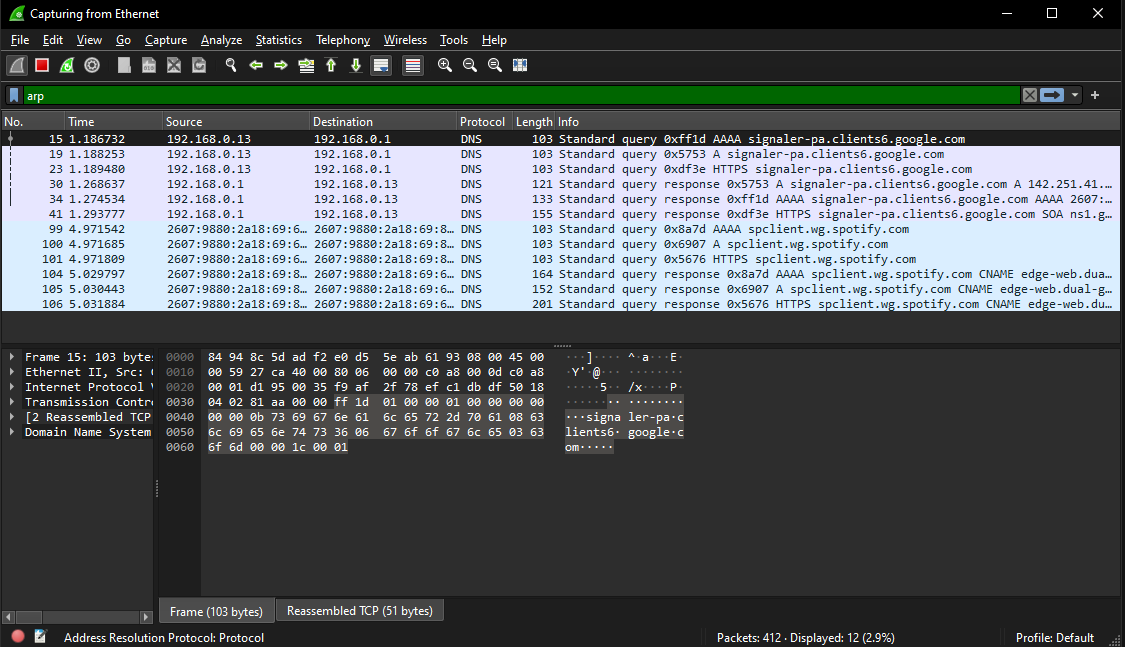 Capturing from Ethernet
File Edit View Go Capture Analyze Statistics Telephony Wireless Tools Help
arp
No. Time Source Destination Protocol Length Info
15 1.186732 192.168.0.13 192.168.0.1 DNS 103 Standard query 0xff1d AAAA signaler-pa.clients6.google.com
19 1.188253 192.168.0.13 192.168.0.1 DNS 103 Standard query 0x5753 A signaler-pa.clients6.google.com
23 1.189480 192.168.0.13 192.168.0.1 DNS 103 Standard query 0xdf3e HTTPS signaler-pa.clients6.google.com
30 1.268637 192.168.0.1 192.168.0.13 DNS 121 Standard query response 0x5753 A signaler-pa.clients6.google.com A 142.251.41.…
34 1.274534 192.168.0.1 192.168.0.13 DNS 133 Standard query response 0xff1d AAAA signaler-pa.clients6.google.com AAAA 2607:…
41 1.293777 192.168.0.1 192.168.0.13 DNS 155 Standard query response 0xdf3e HTTPS signaler-pa.clients6.google.com SOA ns1.g…
99 4.971542 2607:9880:2a18:69:6… 2607:9880:2a18:69:8… DNS 103 Standard query 0x8a7d AAAA spclient.wg.spotify.com
100 4.971685 2607:9880:2a18:69:6… 2607:9880:2a18:69:8… DNS 103 Standard query 0x6907 A spclient.wg.spotify.com
101 4.971809 2607:9880:2a18:69:6… 2607:9880:2a18:69:8… DNS 103 Standard query 0x5676 HTTPS spclient.wg.spotify.com
104 5.029797 2607:9880:2a18:69:8… 2607:9880:2a18:69:6… DNS 164 Standard query response 0x8a7d AAAA spclient.wg.spotify.com CNAME edge-web.dua…
105 5.030443 2607:9880:2a18:69:8… 2607:9880:2a18:69:6… DNS 152 Standard query response 0x6907 A spclient.wg.spotify.com CNAME edge-web.dual-g…
106 5.031884 2607:9880:2a18:69:8… 2607:9880:2a18:69:6… DNS 201 Standard query response 0x5676 HTTPS spclient.wg.spotify.com CNAME edge-web.du…
Frame 15: 103 bytes
Ethernet II, Src:
Internet Protocol
Transmission Contro
[2 Reassembled TCP
Domain Name System
0000 84 94 8c 5d ad f2 e0 d5 5e ab 61 93 08 00 45 00 ···]···· ^·a···E·
0010 00 59 27 ca 40 00 80 06 00 00 c0 a8 00 0d c0 a8 ·Y'·@··· ········
0020 00 01 d1 95 00 35 f9 af 2f 78 ef c1 db df 50 18 ·····5·· /x····P·
0030 04 02 81 aa 00 00 ff 1d 01 00 00 01 00 00 00 00 ········ ········
0040 00 00 0b 73 69 67 6e 61 6c 65 72 2d 70 61 08 63 ···signa ler-pa·c
0050 6c 69 65 6e 74 73 36 06 67 6f 6f 67 6c 65 03 63 lients6· google·c
0060 6f 6d 00 00 1c 00 01 om·····
Frame (103 bytes) Reassembled TCP (51 bytes)
Address Resolution Protocol: Protocol Packets: 412 · Displayed: 12 (2.9%) Profile: Default